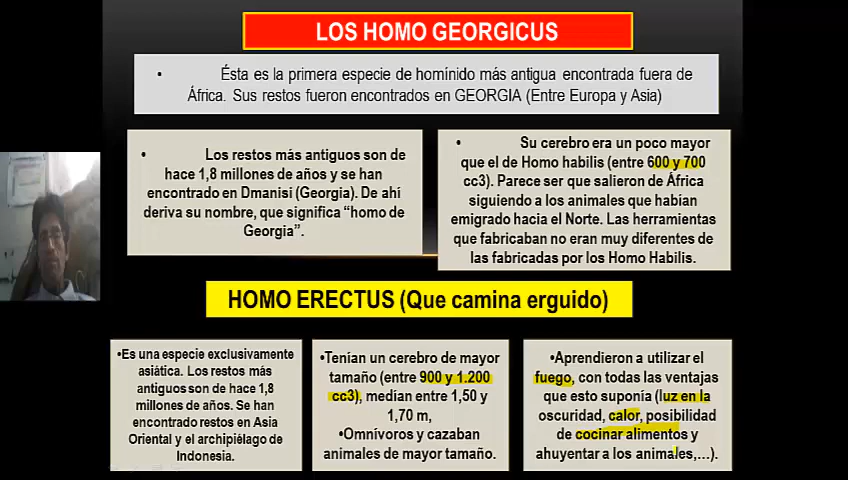 LOS HOMO GEORGICUS
• Ésta es la primera especie de homínido más antigua encontrada fuera de
África. Sus restos fueron encontrados en GEORGIA (Entre Europa y Asia)
• Los restos más antiguos son de
hace 1,8 millones de años y se han
encontrado en Dmanisi (Georgia). De ahí
deriva su nombre, que significa “homo de
Georgia”.
• Su cerebro era un poco mayor
que el de Homo habilis (entre 600 y 700
cc3). Parece ser que salieron de África
siguiendo a los animales que habían
emigrado hacia el Norte. Las herramientas
que fabricaban no eran muy diferentes de
las fabricadas por los Homo Habilis.
HOMO ERECTUS (Que camina erguido)
•Es una especie exclusivamente
asiática. Los restos más
antiguos son de hace 1,8
millones de años. Se han
encontrado restos en Asia
Oriental y el archipiélago de
Indonesia.
•Tenían un cerebro de mayor
tamaño (entre 900 y 1.200
cc3), median entre 1,50 y
1,70 m,
•Omnívoros y cazaban
animales de mayor tamaño.
•Aprendieron a utilizar el
fuego, con todas las ventajas
que esto suponía (luz en la
oscuridad, calor, posibilidad
de cocinar alimentos y
ahuyentar a los animales,…).